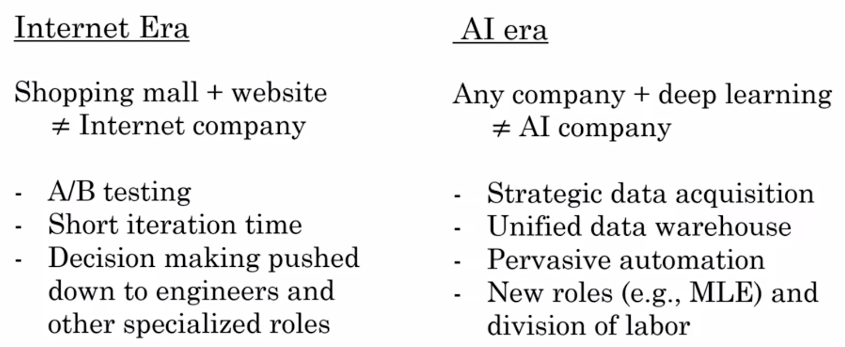 Internet Era
Shopping mall + website
≠ Internet company
- A/B testing
- Short iteration time
- Decision making pushed
down to engineers and
other specialized roles
AI era
Any company + deep learning
≠ AI company
- Strategic data acquisition
- Unified data warehouse
- Pervasive automation
- New roles (e.g., MLE) and
division of labor